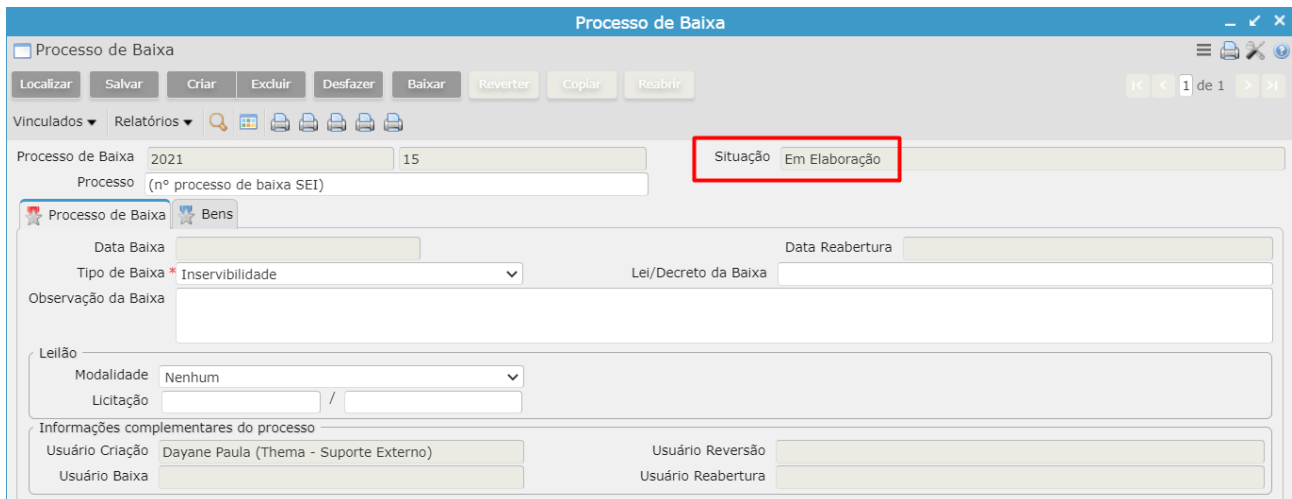 Processo de Baixa
Processo de Baixa
Localizar Salvar Criar Excluir Desfazer Baixar Reverter Copiar Reabrir 1 de 1
Vinculados Relatórios
Processo de Baixa 2021 15 Situação Em Elaboração
Processo (nº processo de baixa SEI)
Processo de Baixa Bens
Data Baixa Data Reabertura
Tipo de Baixa * Inservibilidade Lei/Decreto da Baixa
Observação da Baixa
Leilão
Modalidade Nenhum
Licitação /
Informações complementares do processo
Usuário Criação Dayane Paula (Thema - Suporte Externo) Usuário Reversão
Usuário Baixa Usuário Reabertura